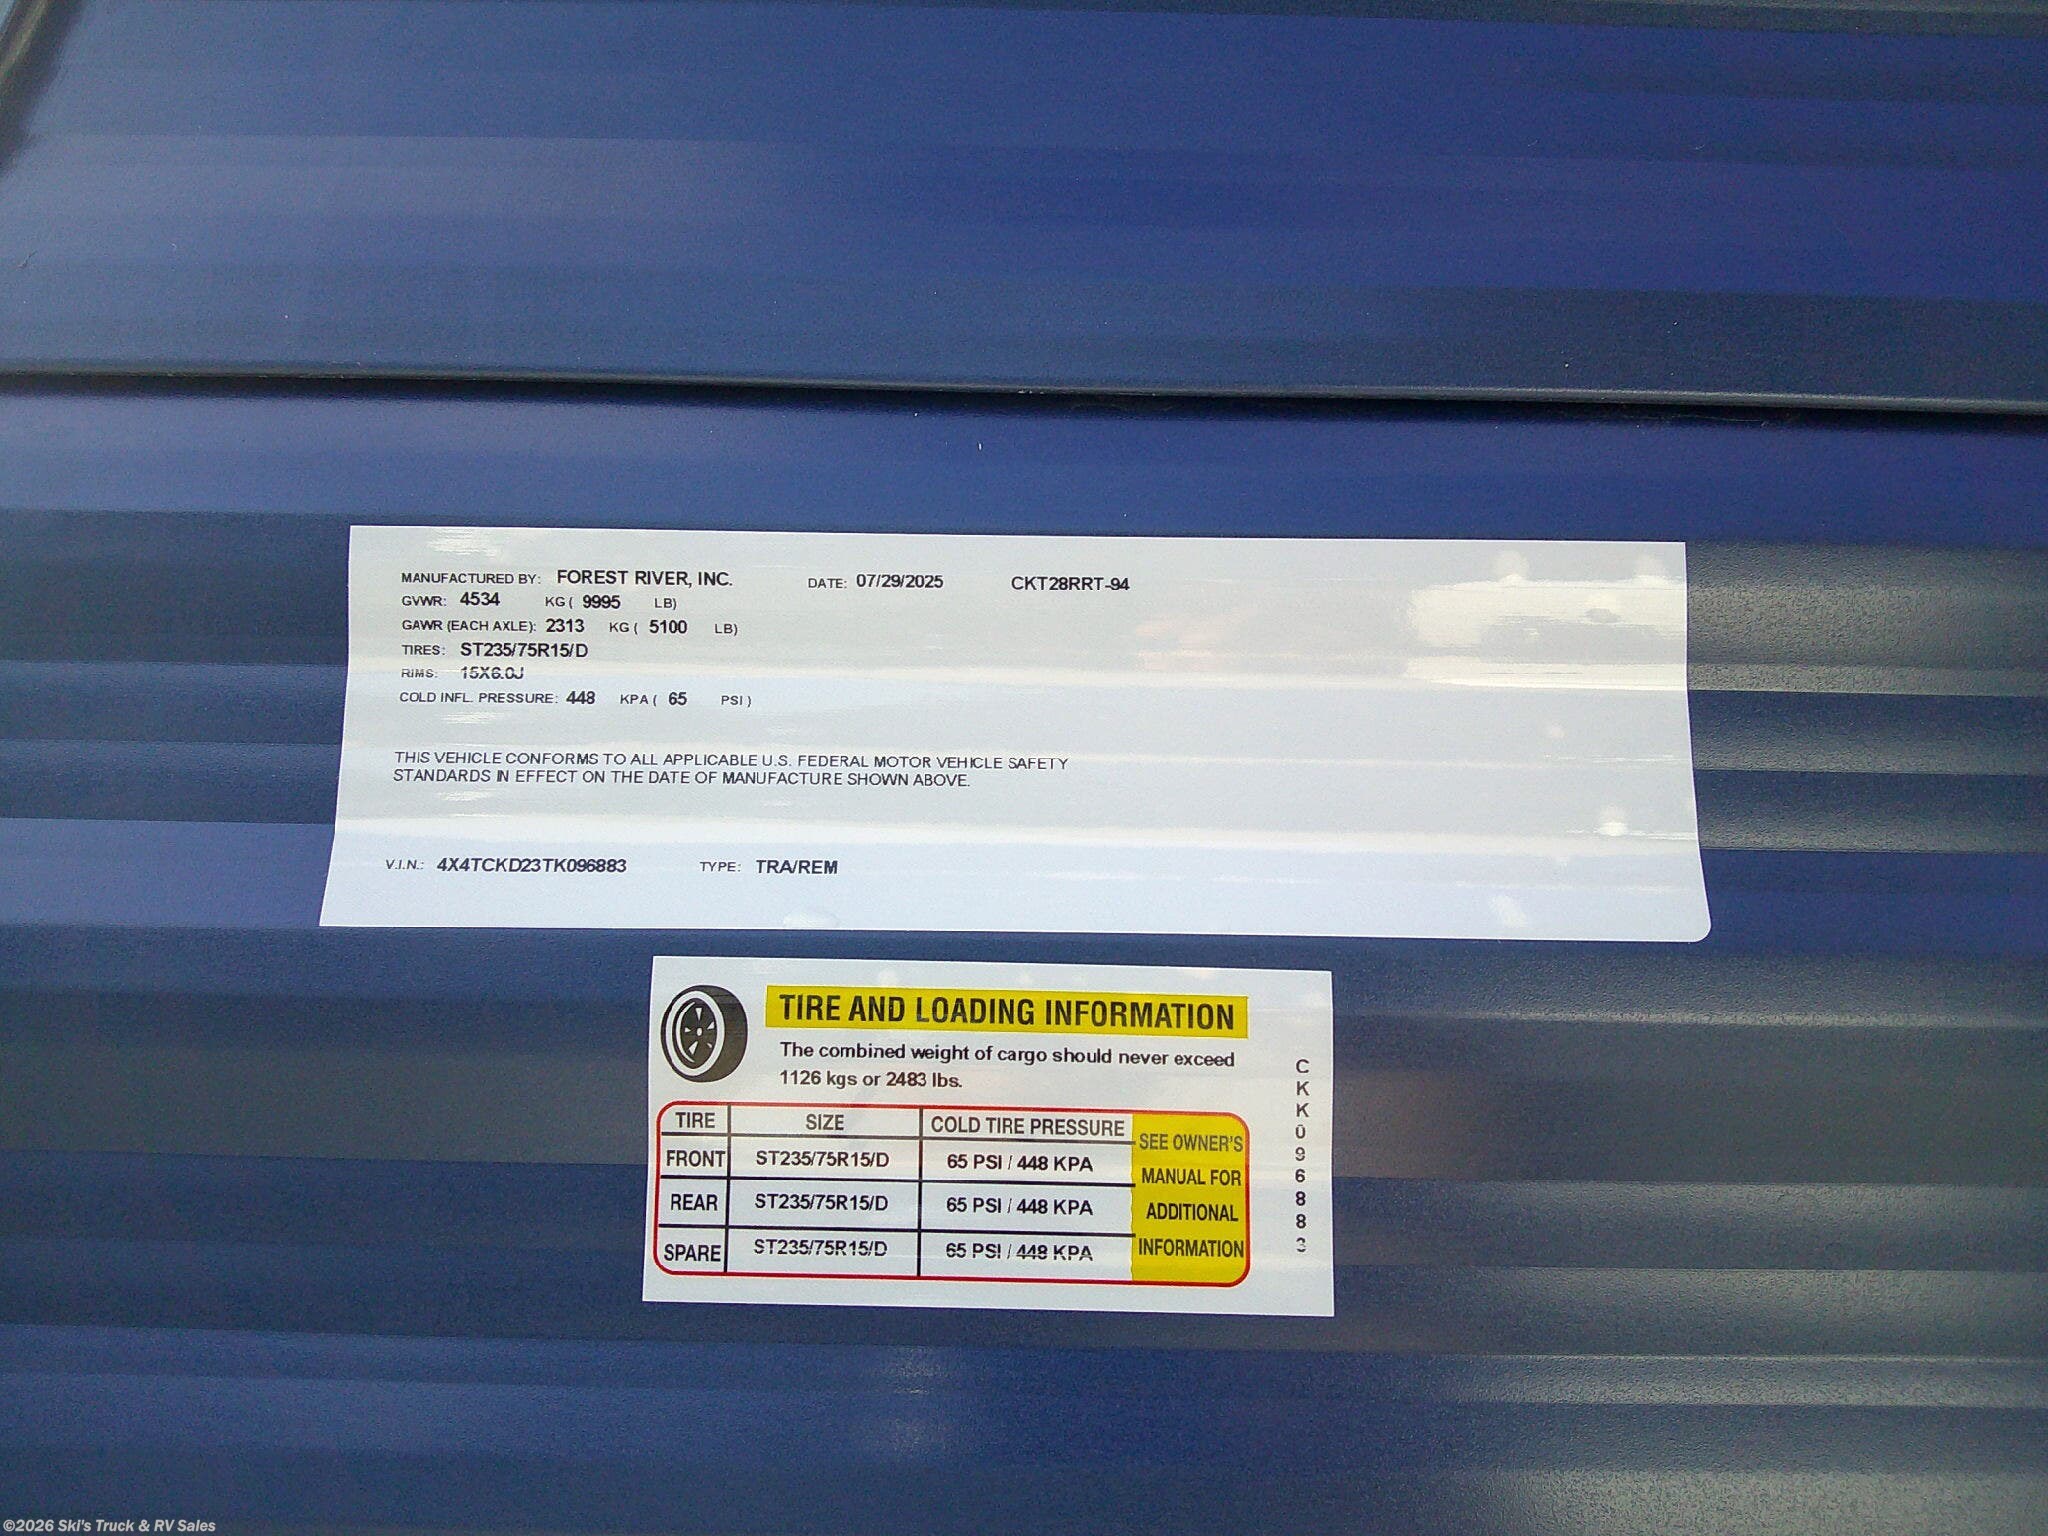 MANUFACTURED BY: FOREST RIVER, INC. DATE: 07/29/2025 CKT28RRT-94
GVWR: 4534 KG ( 9995 LB)
GAWR (EACH AXLE): 2313 KG ( 5100 LB)
TIRES: ST235/75R15/D
RIMS: 15X6.0J
COLD INFL. PRESSURE: 448 KPA ( 65 PSI )
THIS VEHICLE CONFORMS TO ALL APPLICABLE U.S. FEDERAL MOTOR VEHICLE SAFETY
STANDARDS IN EFFECT ON THE DATE OF MANUFACTURE SHOWN ABOVE.
V.I.N.: 4X4TCKD23TK096883 TYPE: TRA/REM
TIRE AND LOADING INFORMATION
The combined weight of cargo should never exceed
1126 kgs or 2483 lbs.
TIRE SIZE COLD TIRE PRESSURE
FRONT ST235/75R15/D 65 PSI / 448 KPA
REAR ST235/75R15/D 65 PSI / 448 KPA
SPARE ST235/75R15/D 65 PSI / 448 KPA
SEE OWNER'S
MANUAL FOR
ADDITIONAL
INFORMATION
CKK096883
©2026 Ski's Truck & RV Sales